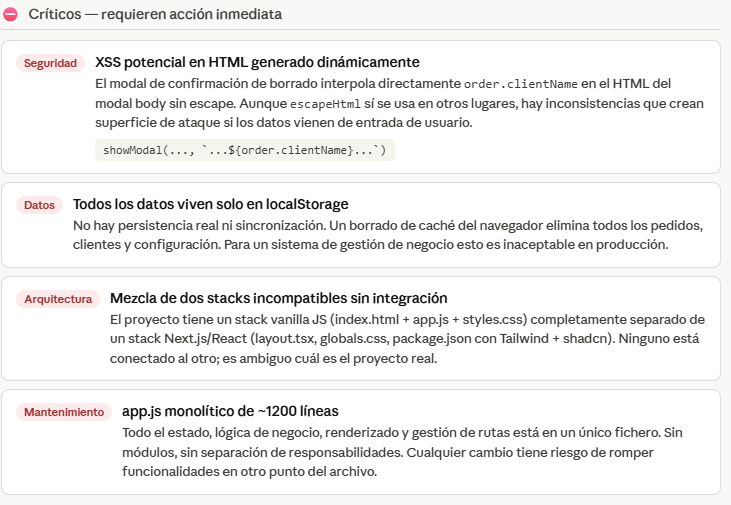 Críticos — requieren acción inmediata
Seguridad
XSS potencial en HTML generado dinámicamente
El modal de confirmación de borrado interpola directamente order.clientName en el HTML del
modal body sin escape. Aunque escapeHtml sí se usa en otros lugares, hay inconsistencias que crean
superficie de ataque si los datos vienen de entrada de usuario.
showModal(..., `...${order.clientName}...`)
Datos
Todos los datos viven solo en localStorage
No hay persistencia real ni sincronización. Un borrado de caché del navegador elimina todos los pedidos,
clientes y configuración. Para un sistema de gestión de negocio esto es inaceptable en producción.
Arquitectura
Mezcla de dos stacks incompatibles sin integración
El proyecto tiene un stack vanilla JS (index.html + app.js + styles.css) completamente separado de
un stack Next.js/React (layout.tsx, globals.css, package.json con Tailwind + shadcn). Ninguno está
conectado al otro; es ambiguo cuál es el proyecto real.
Mantenimiento
app.js monolítico de ~1200 líneas
Todo el estado, lógica de negocio, renderizado y gestión de rutas está en un único fichero. Sin
módulos, sin separación de responsabilidades. Cualquier cambio tiene riesgo de romper
funcionalidades en otro punto del archivo.